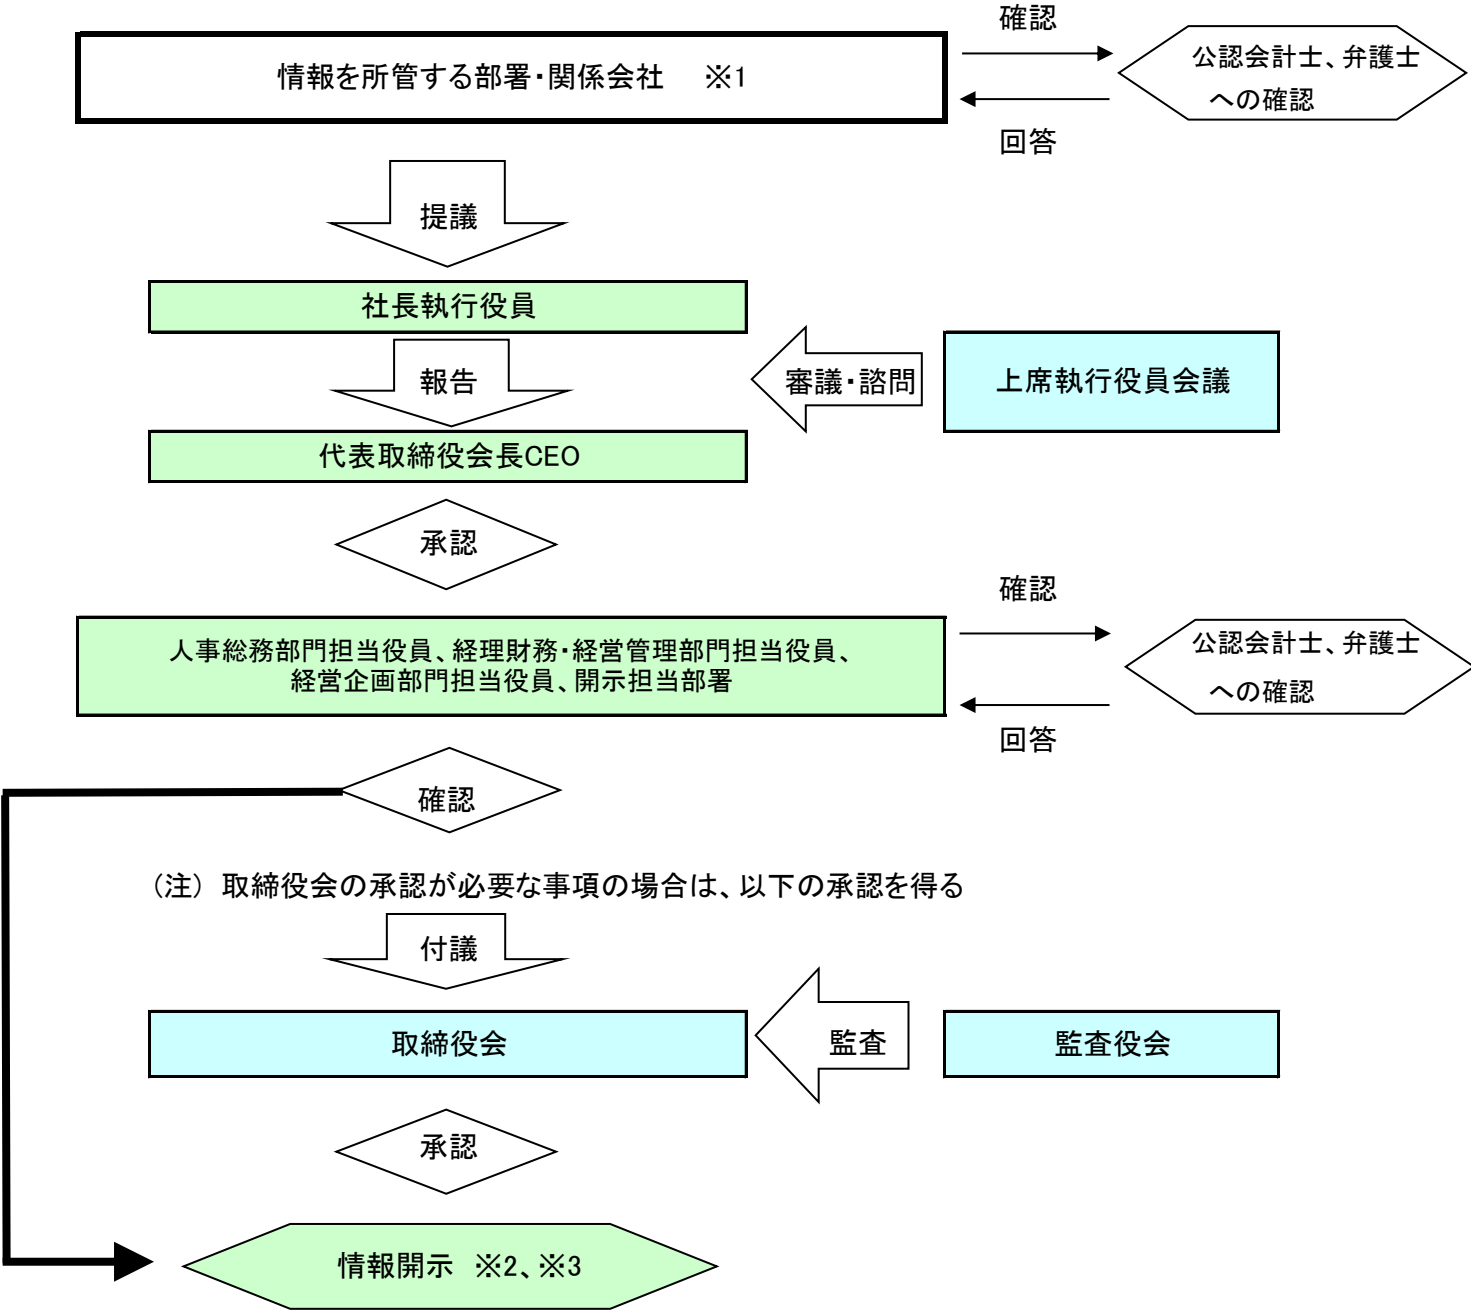 確認
情報を所管する部署・関係会社　※1
公認会計士、弁護士
への確認
回答
提議
社長執行役員
報告
審議・諮問
上席執行役員会議
代表取締役会長CEO
承認
確認
人事総務部門担当役員、経理財務・経営管理部門担当役員、
経営企画部門担当役員、開示担当部署
公認会計士、弁護士
への確認
回答
確認
（注） 取締役会の承認が必要な事項の場合は、以下の承認を得る
付議
取締役会
監査
監査役会
承認
情報開示　※2、※3